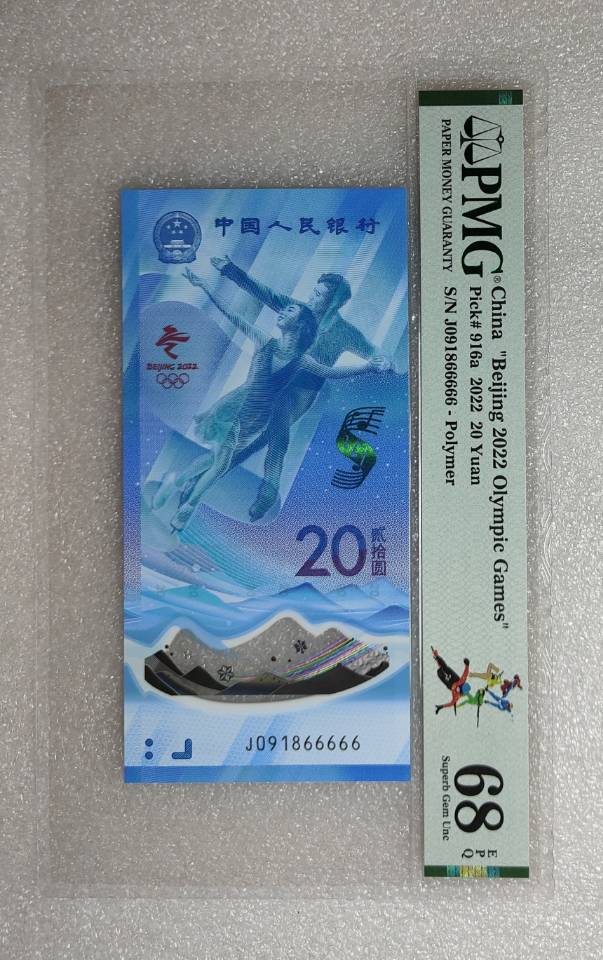 中国人民银行
BEIJING 2022
20
贰拾圆
J091866666
PMG
®
PAPER MONEY GUARANTY
China "Beijing 2022 Olympic Games"
Pick# 916a 2022 20 Yuan
S/N J091866666 - Polymer
68
EPQ
Superb Gem Unc